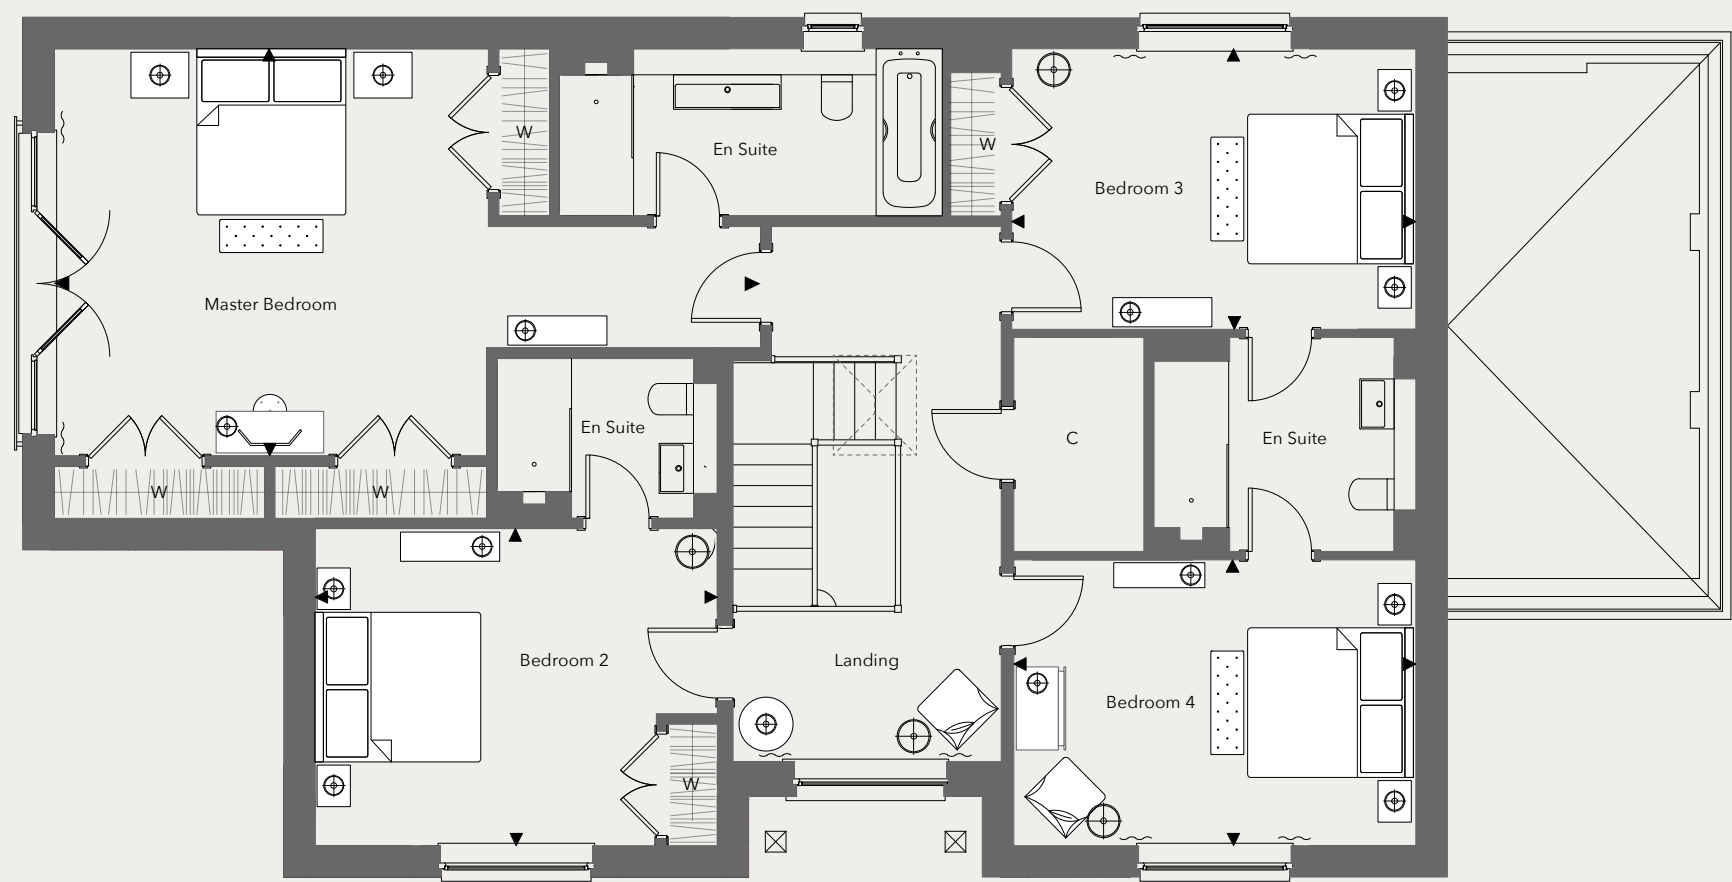 W
En Suite
W
Bedroom 3
Master Bedroom
En Suite
C
En Suite
W
W
Bedroom 2
Landing
Bedroom 4
W